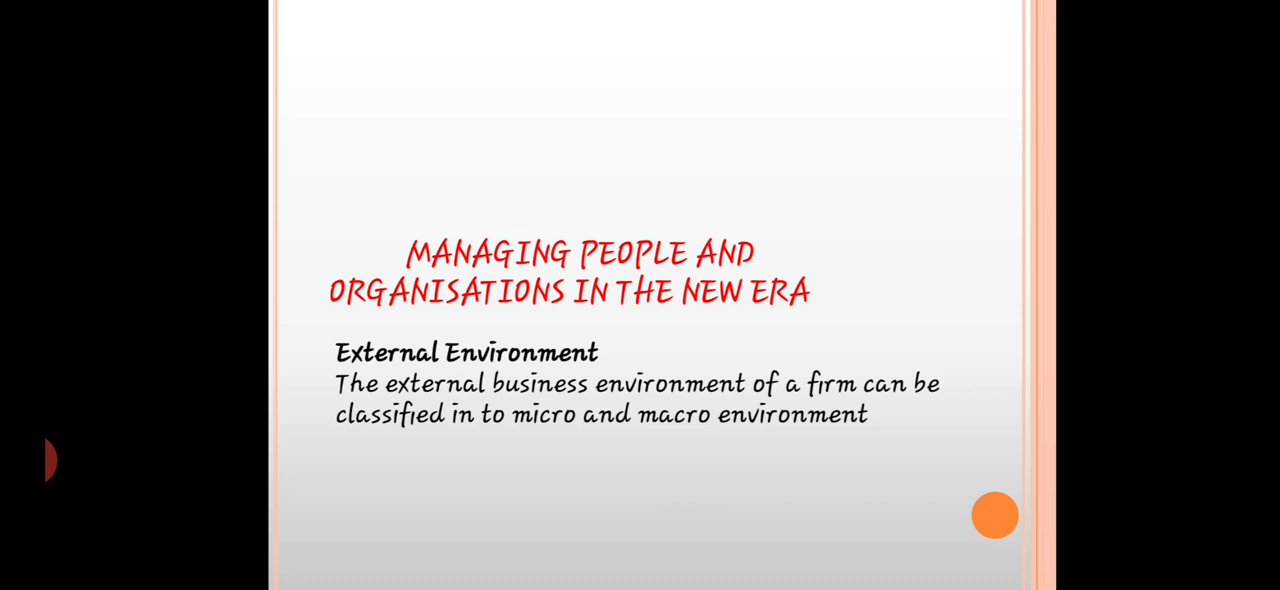 MANAGING PEOPLE AND
ORGANISATIONS IN THE NEW ERA
External Environment
The external business environment of a firm can be
classified in to micro and macro environment